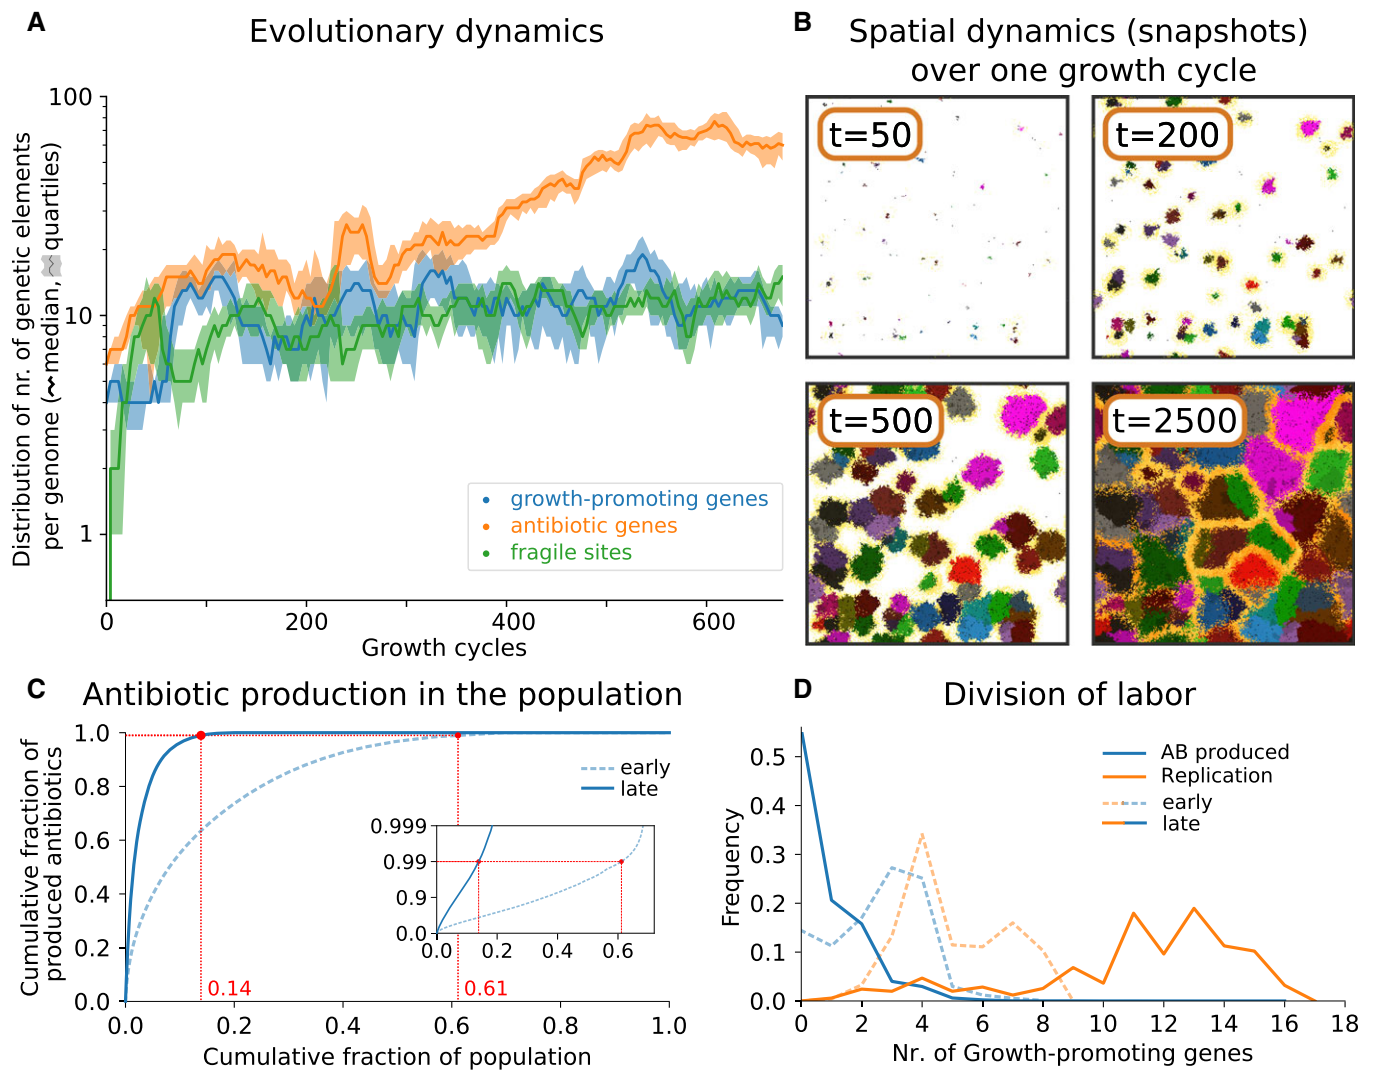 A
Evolutionary dynamics
Distribution of nr. of genetic elements
per genome (median, quartiles)
100
10
1
0
200
400
600
Growth cycles
growth-promoting genes
antibiotic genes
fragile sites
B
Spatial dynamics (snapshots)
over one growth cycle
t=50
t=200
t=500
t=2500
C
Antibiotic production in the population
Cumulative fraction of
produced antibiotics
1.0
0.8
0.6
0.4
0.2
0.0
0.0
0.2
0.4
0.6
0.8
1.0
Cumulative fraction of population
early
late
0.14
0.61
0.999
0.99
0.9
0.0
0.0
0.2
0.4
0.6
D
Division of labor
Frequency
0.5
0.4
0.3
0.2
0.1
0.0
0
2
4
6
8
10
12
14
16
18
Nr. of Growth-promoting genes
AB produced
Replication
early
late